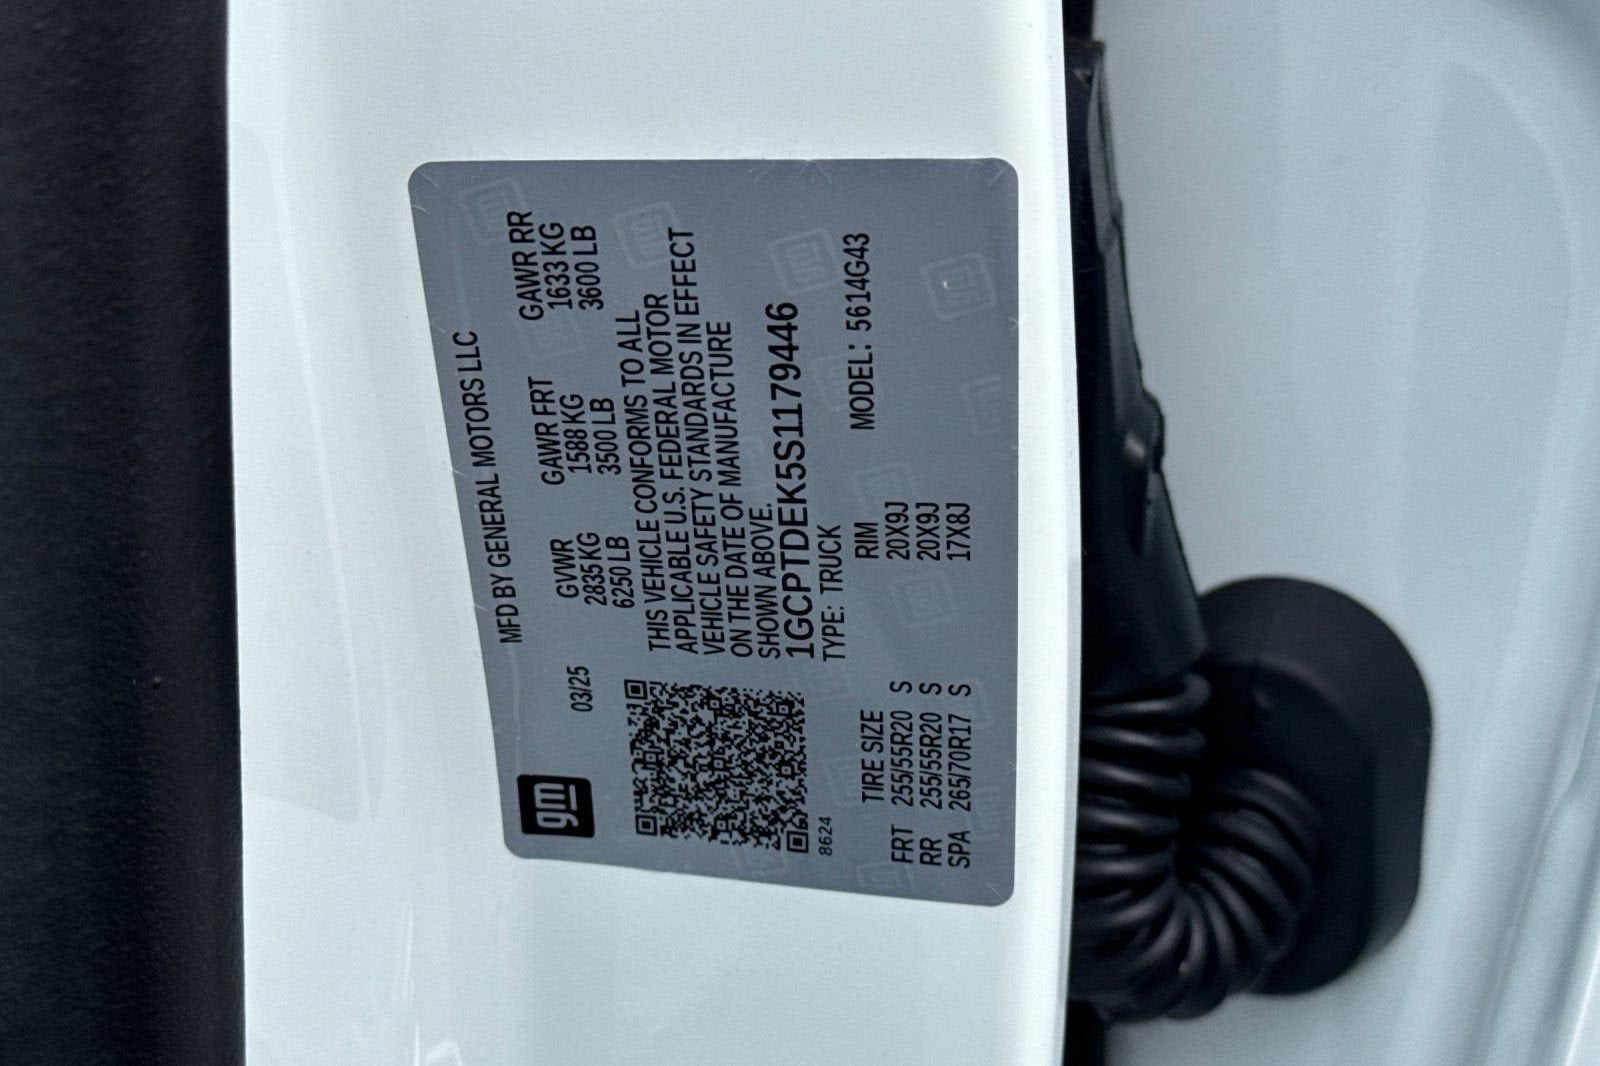 gm
MFD BY GENERAL MOTORS LLC
03/25
GVWR GAWR FRT GAWR RR
2835 KG 1588 KG 1633 KG
6250 LB 3500 LB 3600 LB
THIS VEHICLE CONFORMS TO ALL
APPLICABLE U.S. FEDERAL MOTOR
VEHICLE SAFETY STANDARDS IN EFFECT
ON THE DATE OF MANUFACTURE
SHOWN ABOVE.
1GCPTDEK5S1179446
8624
TYPE: TRUCK MODEL: 5614G43
TIRE SIZE RIM
FRT 255/55R20 S 20X9J
RR 255/55R20 S 20X9J
SPA 265/70R17 S 17X8J